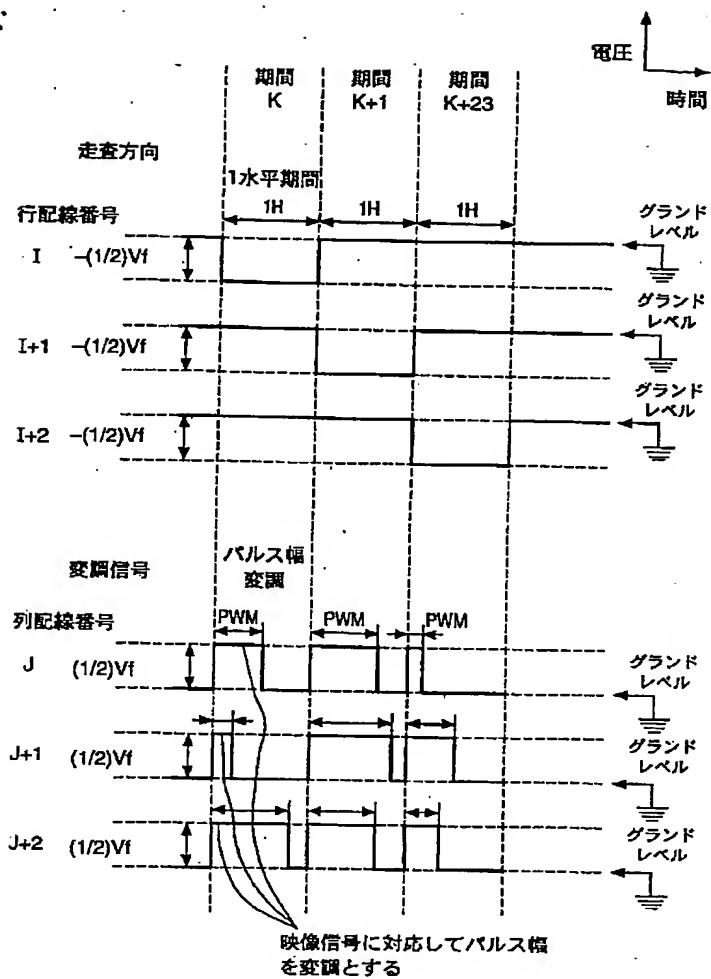 電圧
時間
期間
K
期間
K+1
期間
K+23
走査方向
1水平期間
行配線番号
1H
1H
1H
グランド
レベル
I
-(1/2)Vf
グランド
レベル
I+1
-(1/2)Vf
グランド
レベル
I+2
-(1/2)Vf
変調信号
パルス幅
変調
列配線番号
PWM
PWM
PWM
J
(1/2)Vf
グランド
レベル
J+1
(1/2)Vf
グランド
レベル
J+2
(1/2)Vf
グランド
レベル
映像信号に対応してパルス幅
を変調とする